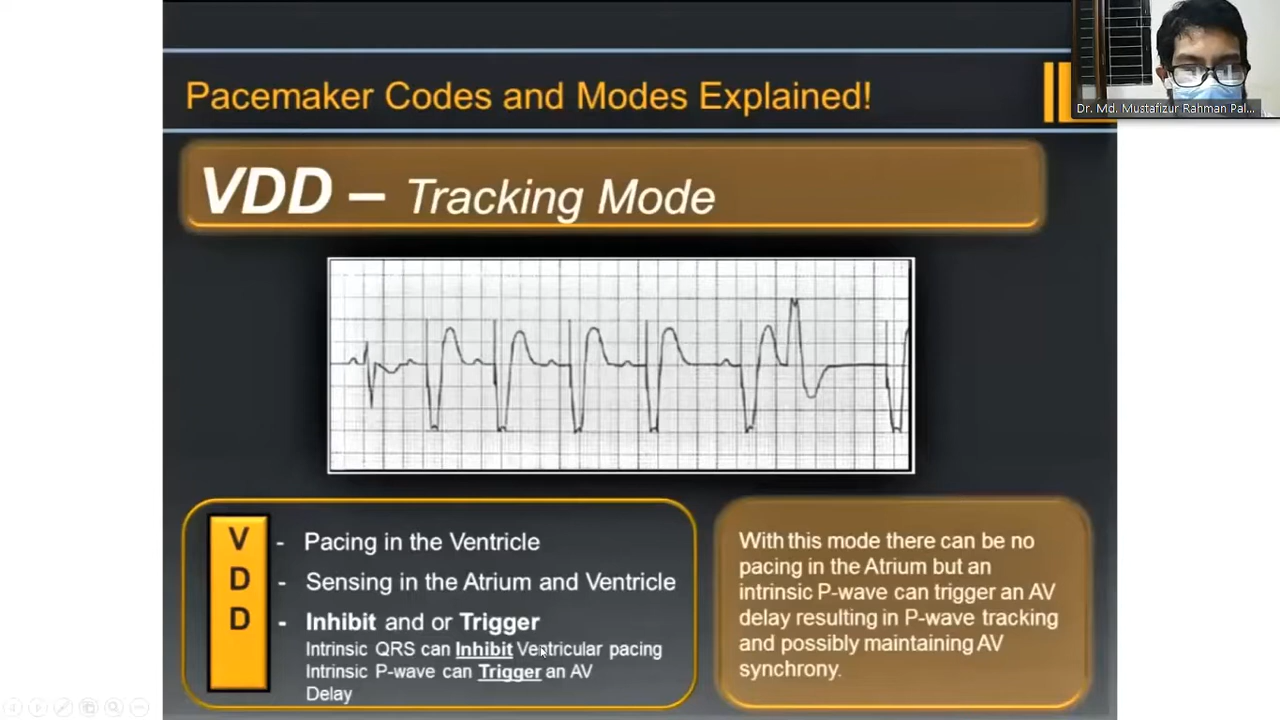 Pacemaker Codes and Modes Explained!
Dr. Md. Mustafizur Rahman Pal...
VDD – Tracking Mode
V - Pacing in the Ventricle
D - Sensing in the Atrium and Ventricle
D - Inhibit and or Trigger
Intrinsic QRS can Inhibit Ventricular pacing
Intrinsic P-wave can Trigger an AV
Delay
With this mode there can be no
pacing in the Atrium but an
intrinsic P-wave can trigger an AV
delay resulting in P-wave tracking
and possibly maintaining AV
synchrony.